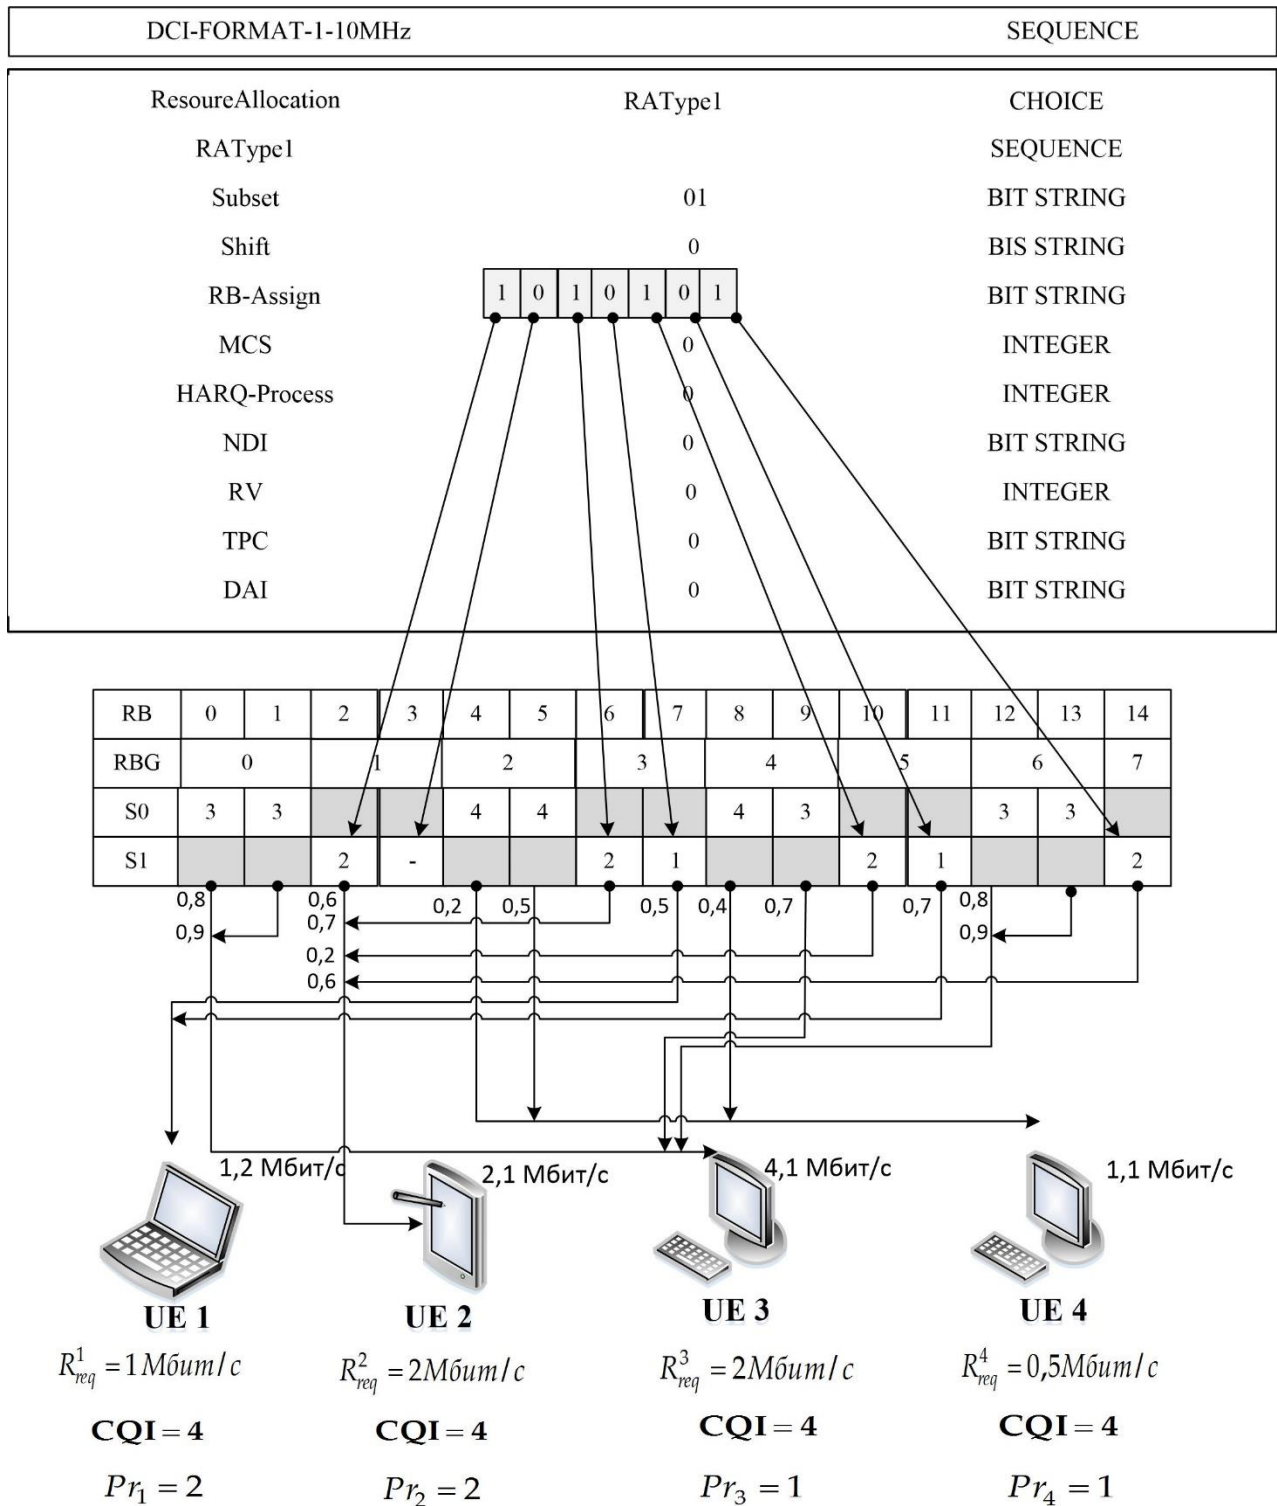 DCI-FORMAT-1-10MHz SEQUENCE
ResoureAllocation RAType1 CHOICE
RAType1 SEQUENCE
Subset 01 BIT STRING
Shift 0 BIS STRING
RB-Assign 1 0 1 0 1 0 1 BIT STRING
MCS 0 INTEGER
HARQ-Process 0 INTEGER
NDI 0 BIT STRING
RV 0 INTEGER
TPC 0 BIT STRING
DAI 0 BIT STRING
RB 0 1 2 3 4 5 6 7 8 9 10 11 12 13 14
RBG 0 1 2 3 4 5 6 7
S0 3 3 4 4 4 3 3 3
S1 2 - 2 1 2 1 2
0,8 0,6 0,2 0,5 0,5 0,4 0,7 0,7 0,8
0,9 0,7 0,9
0,2
0,6
1,2 Мбит/с 2,1 Мбит/с 4,1 Мбит/с 1,1 Мбит/с
UE 1 UE 2 UE 3 UE 4
R¹req = 1Мбит/с R²req = 2Мбит/с R³req = 2Мбит/с R⁴req = 0,5Мбит/с
CQI = 4 CQI = 4 CQI = 4 CQI = 4
Pr₁ = 2 Pr₂ = 2 Pr₃ = 1 Pr₄ = 1